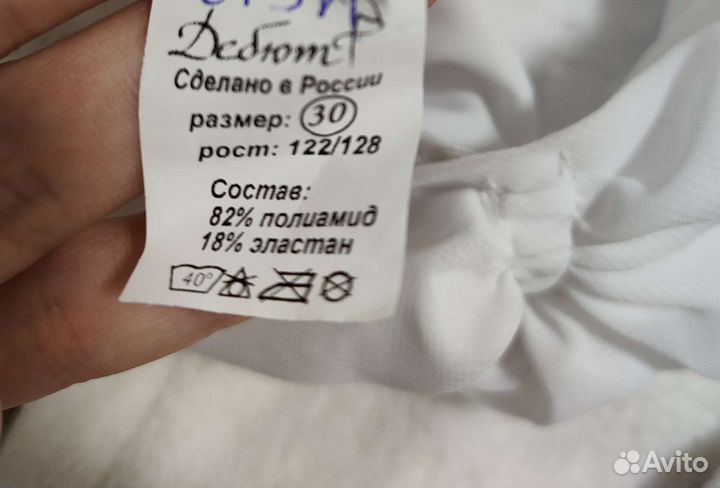 Дебют
Сделано в России
размер: 30
рост: 122/128
Состав:
82% полиамид
18% эластан
40°
Avito